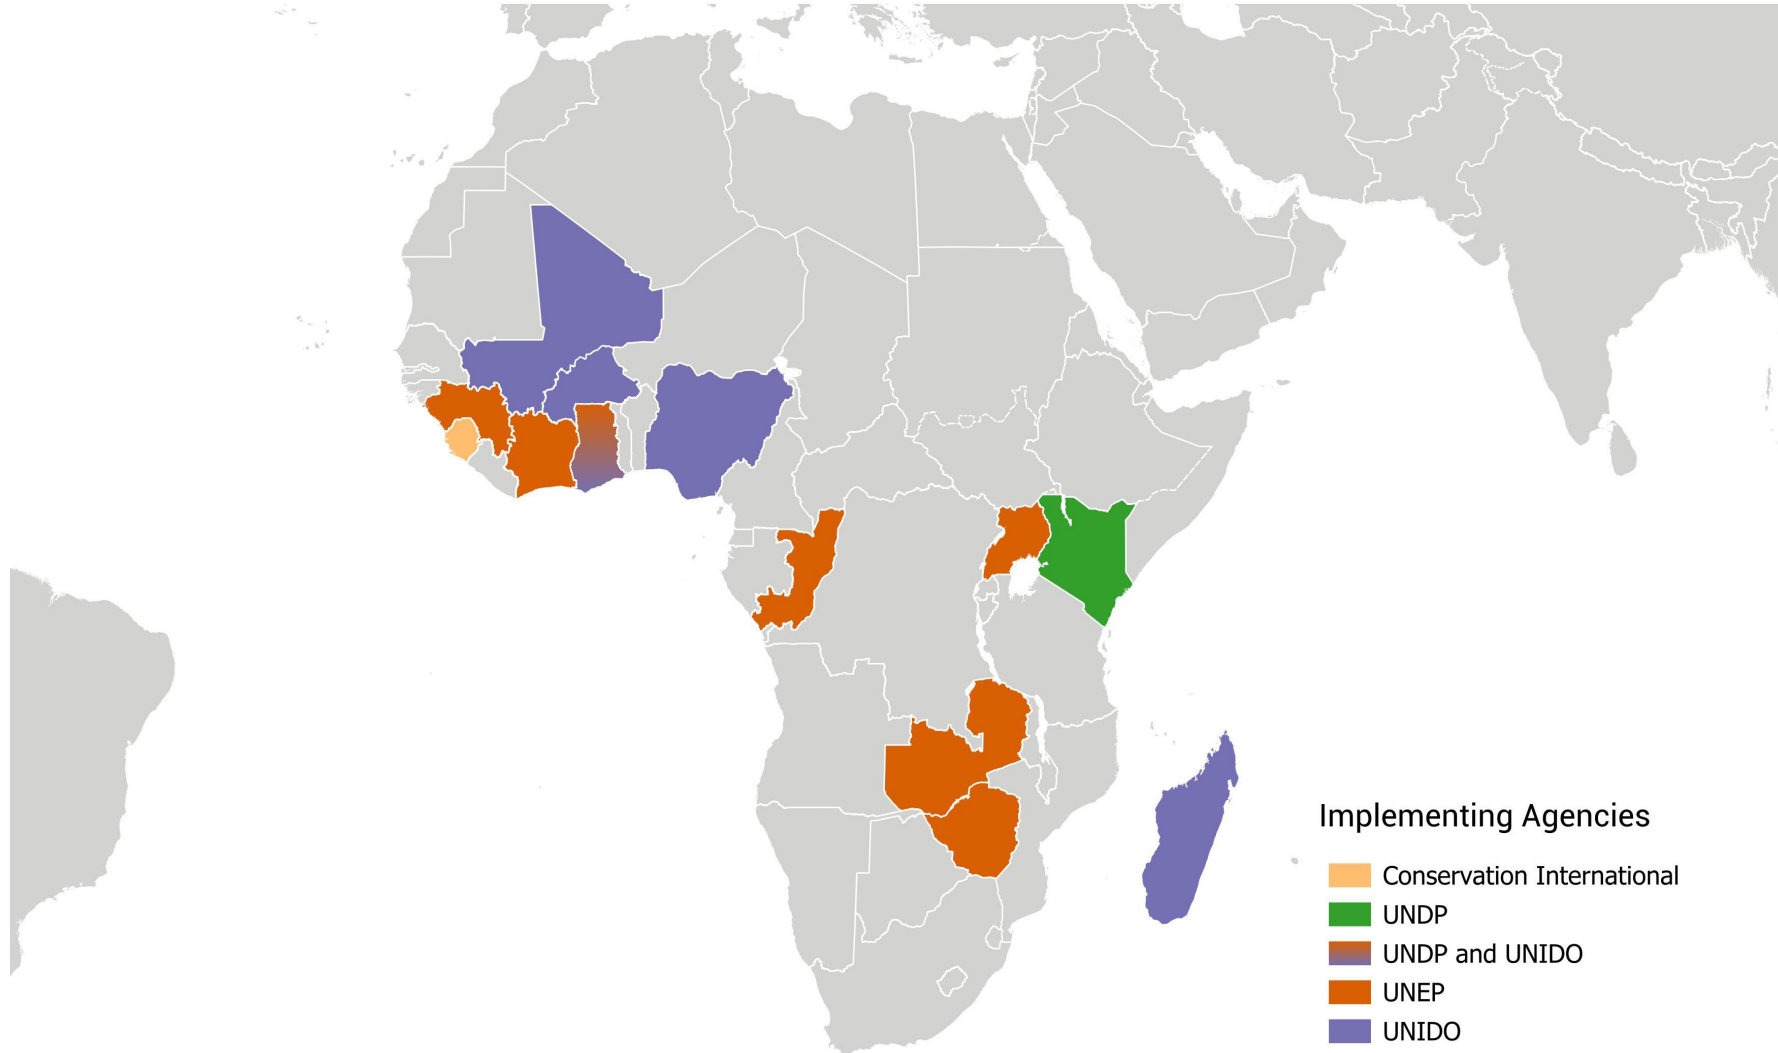 Implementing Agencies
Conservation International
UNDP
UNDP and UNIDO
UNEP
UNIDO